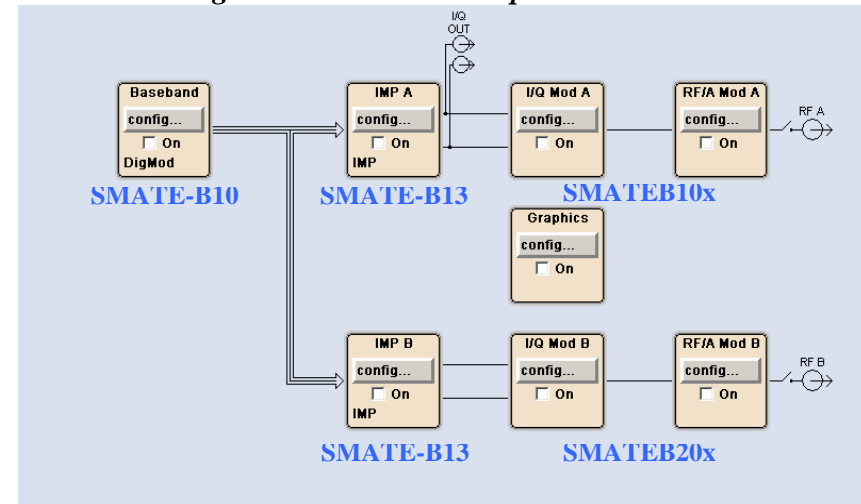 I/Q
OUT
Baseband
config...
On
DigMod
IMP A
config...
On
IMP
I/Q Mod A
config...
On
RF/A Mod A
config...
On
RF A
SMATE-B10
SMATE-B13
SMATEB10x
Graphics
config...
On
IMP B
config...
On
IMP
I/Q Mod B
config...
On
RF/A Mod B
config...
On
RF B
SMATE-B13
SMATEB20x